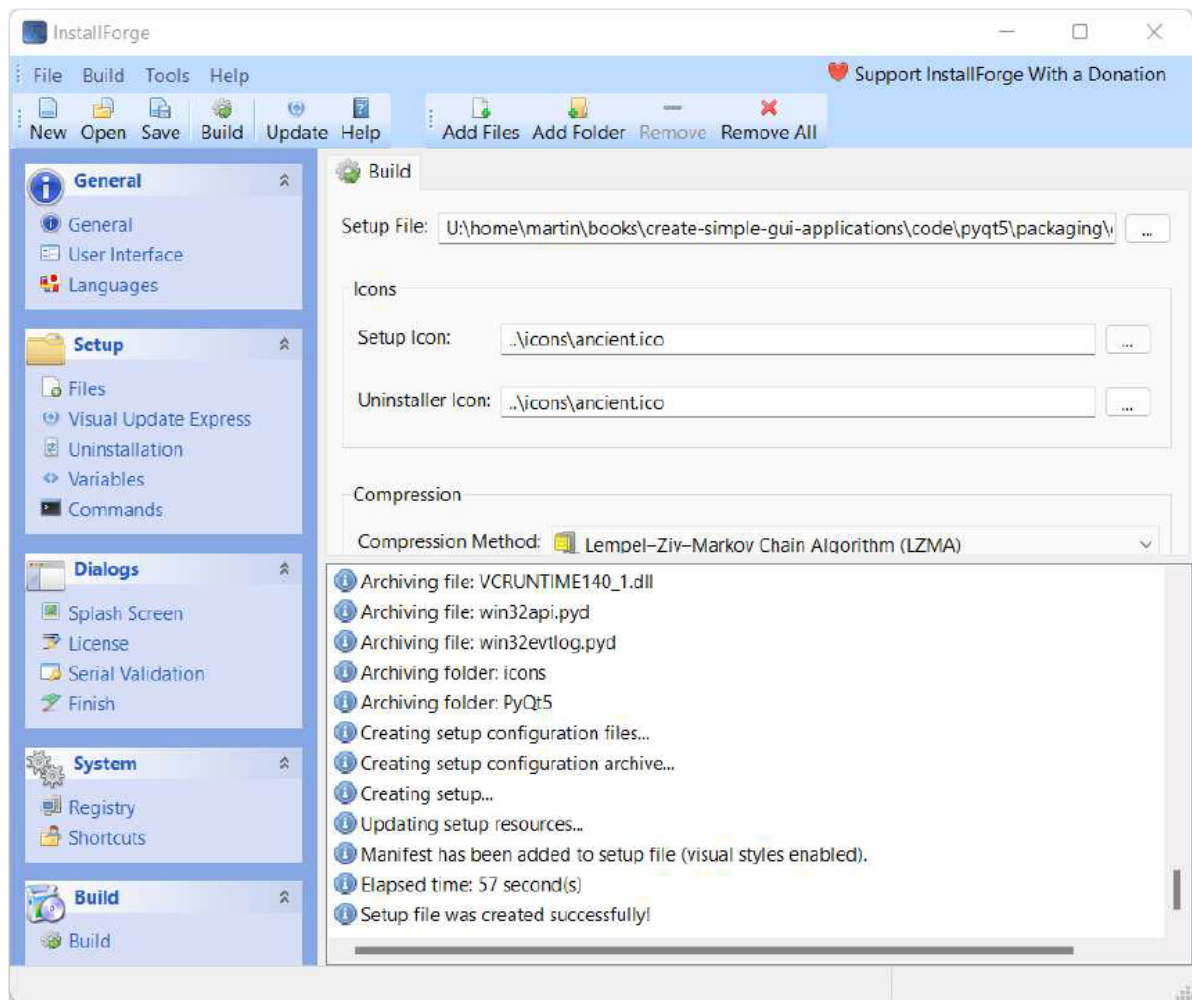 InstallForge
File Build Tools Help
Support InstallForge With a Donation
New Open Save Build Update Help Add Files Add Folder Remove Remove All
General
General
User Interface
Languages
Setup
Files
Visual Update Express
Uninstallation
Variables
Commands
Dialogs
Splash Screen
License
Serial Validation
Finish
System
Registry
Shortcuts
Build
Build
Build
Setup File: U:\home\martin\books\create-simple-gui-applications\code\pyqt5\packaging\ ...
Icons
Setup Icon: ..\icons\ancient.ico ...
Uninstaller Icon: ..\icons\ancient.ico ...
Compression
Compression Method: Lempel–Ziv–Markov Chain Algorithm (LZMA)
Archiving file: VCRUNTIME140_1.dll
Archiving file: win32api.pyd
Archiving file: win32evtlog.pyd
Archiving folder: icons
Archiving folder: PyQt5
Creating setup configuration files...
Creating setup configuration archive...
Creating setup...
Updating setup resources...
Manifest has been added to setup file (visual styles enabled).
Elapsed time: 57 second(s)
Setup file was created successfully!